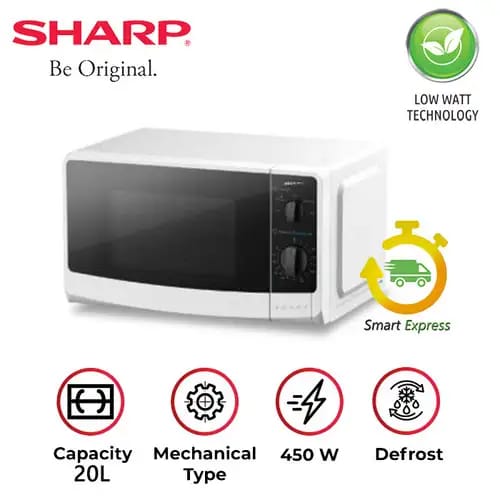 SHARP
Be Original.
LOW WATT
TECHNOLOGY
Smart Express
Capacity
20L
Mechanical
Type
450 W
Defrost